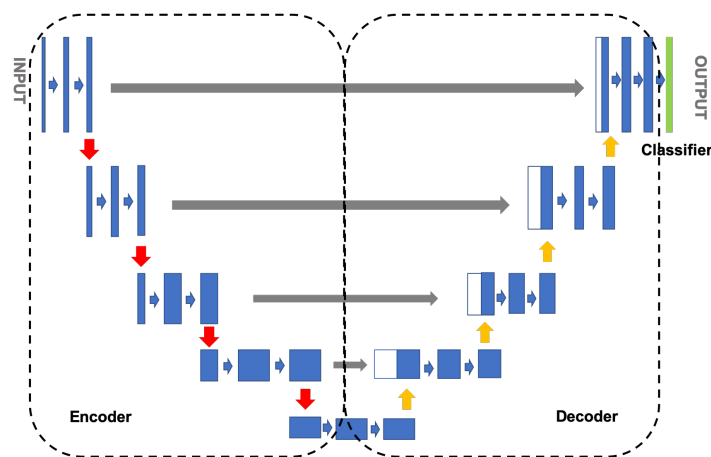 INPUT
OUTPUT
Classifier
Encoder
Decoder